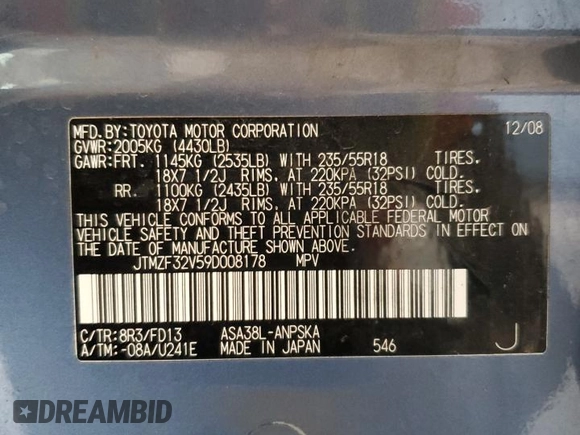 MFD.BY:TOYOTA MOTOR CORPORATION 12/08
GVWR:2005KG (4430LB)
GAWR:FRT. 1145KG (2535LB) WITH 235/55R18 TIRES.
18X7 1/2J RIMS. AT 220KPA (32PSI) COLD.
RR. 1100KG (2435LB) WITH 235/55R18 TIRES.
18X7 1/2J RIMS. AT 220KPA (32PSI) COLD.
THIS VEHICLE CONFORMS TO ALL APPLICABLE FEDERAL MOTOR
VEHICLE SAFETY AND THEFT PREVENTION STANDARDS IN EFFECT ON
THE DATE OF MANUFACTURE SHOWN ABOVE.
JTMZF32V59D008178 MPV
C/TR:8R3/FD13 ASA38L-ANPSKA J
A/TM:-08A/U241E MADE IN JAPAN 546
DREAMBID